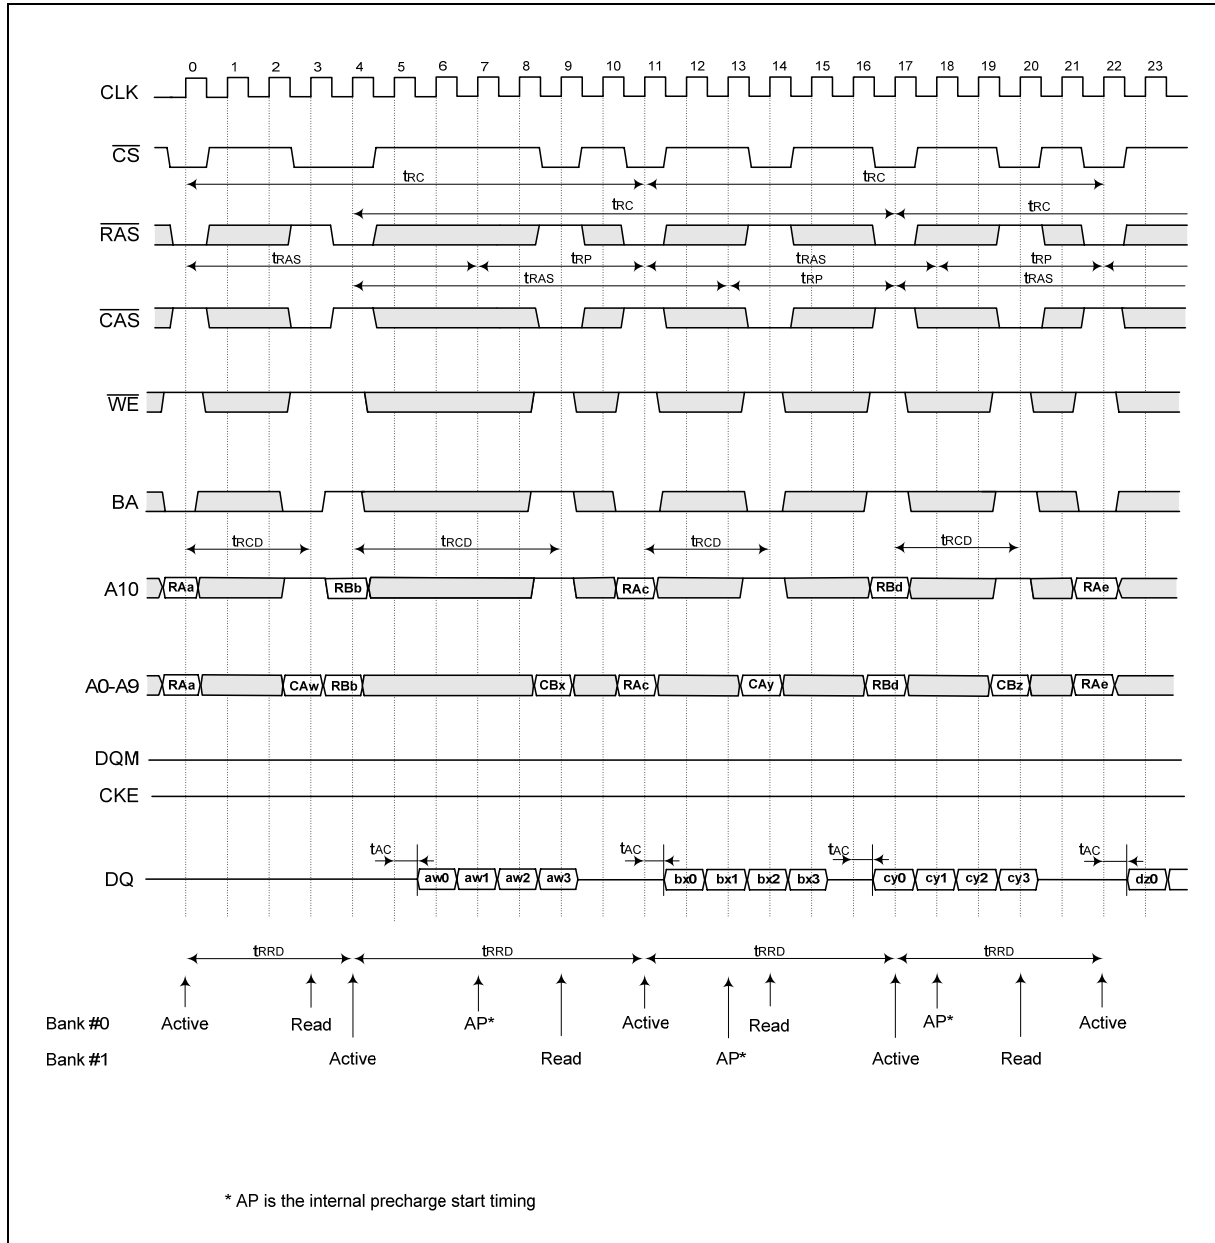 0 1 2 3 4 5 6 7 8 9 10 11 12 13 14 15 16 17 18 19 20 21 22 23
CLK
CS
tRC tRC
tRC tRC
RAS
tRAS tRP tRAS tRP
tRAS tRP tRAS
CAS
WE
BA
tRCD tRCD tRCD tRCD
A10 RAa RBb RAc RBd RAe
A0-A9 RAa CAw RBb CBx RAc CAy RBd CBz RAe
DQM
CKE
tAC tAC tAC tAC
DQ aw0 aw1 aw2 aw3 bx0 bx1 bx2 bx3 cy0 cy1 cy2 cy3 dz0
tRRD tRRD tRRD tRRD
Bank #0 Active Read AP* Active Read AP* Active
Bank #1 Active Read AP* Active Read
* AP is the internal precharge start timing